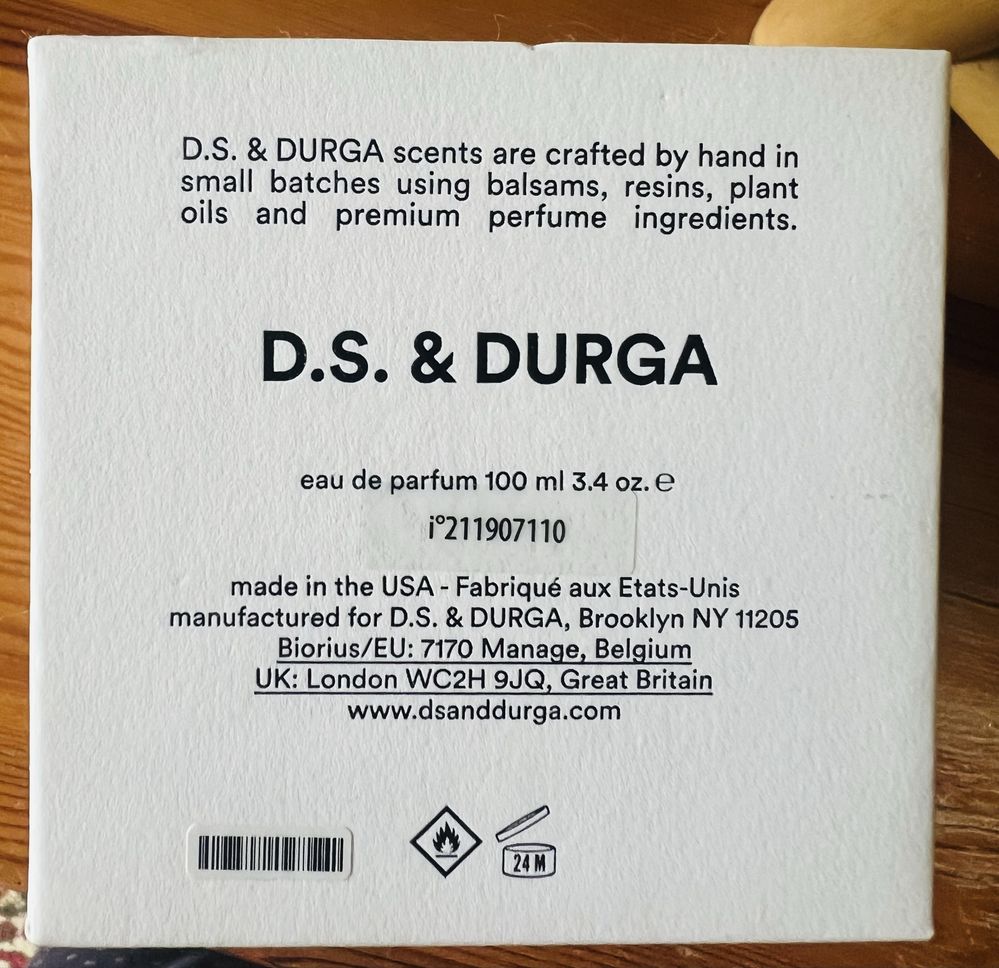 D.S. & DURGA scents are crafted by hand in
small batches using balsams, resins, plant
oils and premium perfume ingredients.
D.S. & DURGA
eau de parfum 100 ml 3.4 oz. ℮
i°211907110
made in the USA - Fabriqué aux Etats-Unis
manufactured for D.S. & DURGA, Brooklyn NY 11205
Biorius/EU: 7170 Manage, Belgium
UK: London WC2H 9JQ, Great Britain
www.dsanddurga.com
24 M